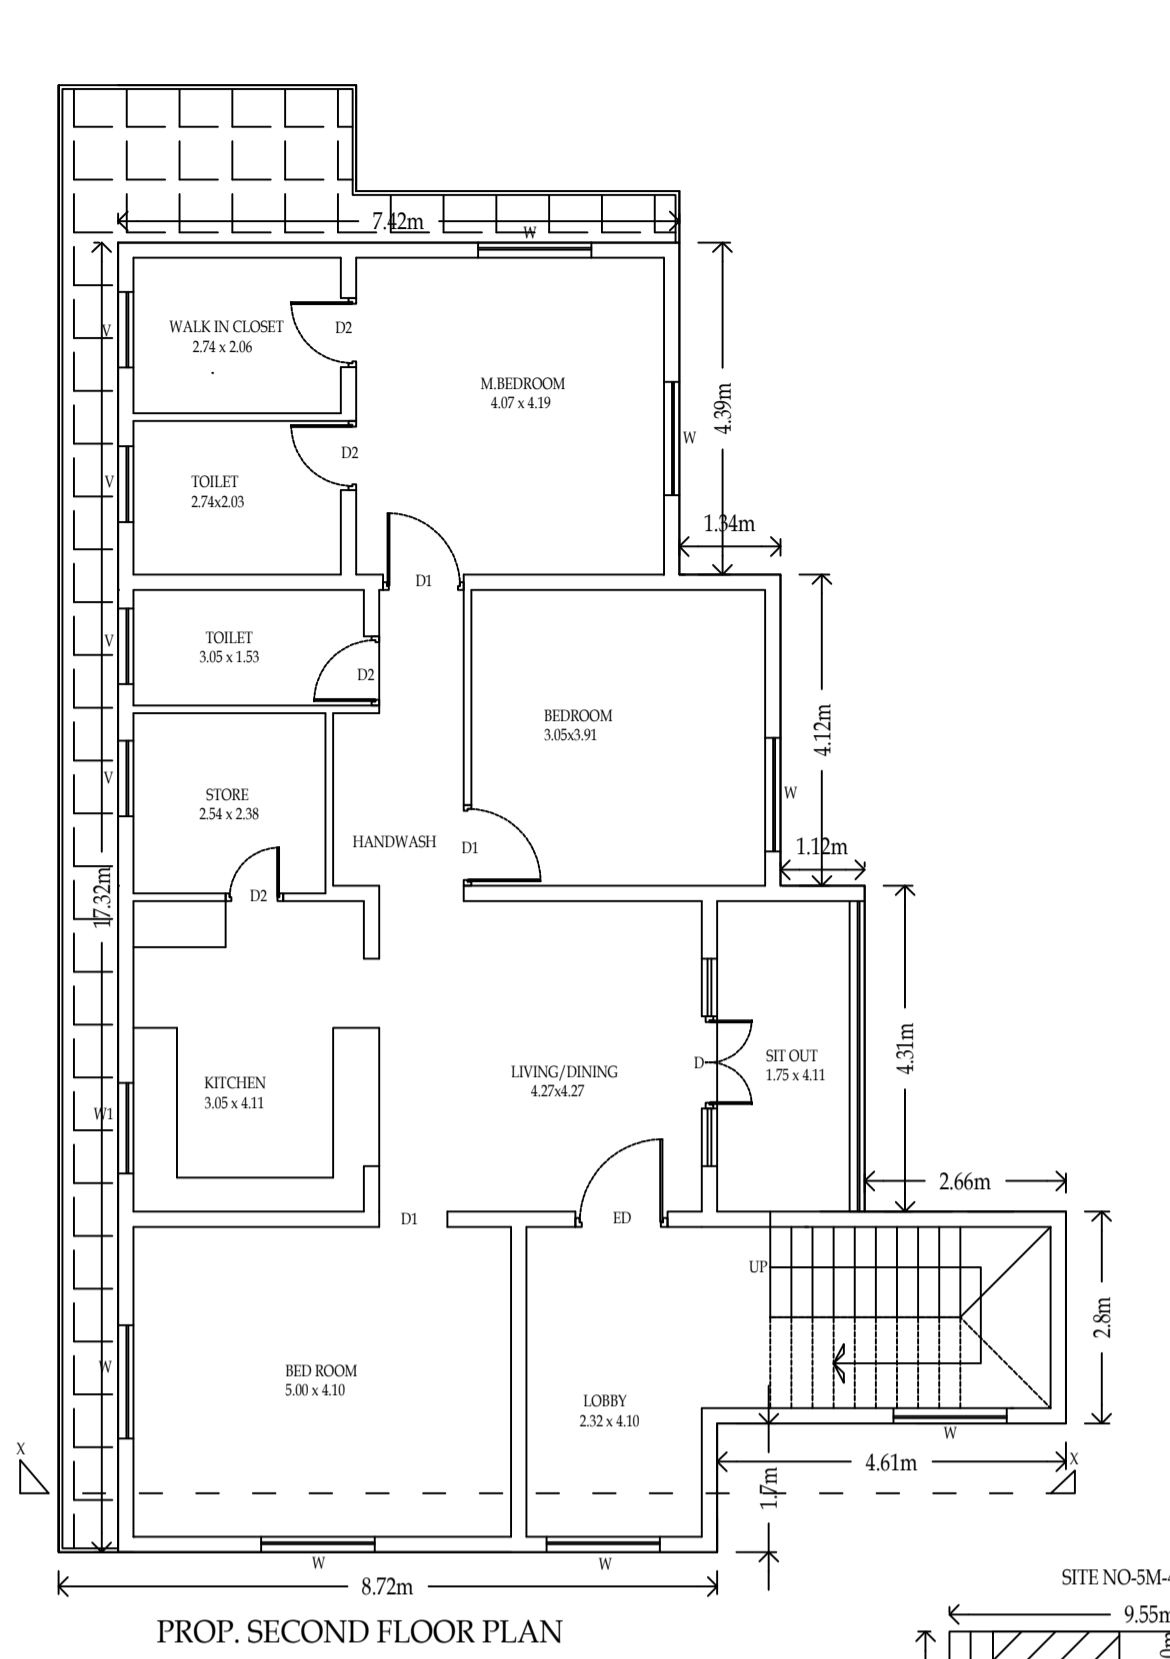 7.42m
W
WALK IN CLOSET
2.74 x 2.06
D2
V
M.BEDROOM
4.07 x 4.19
4.39m
W
TOILET
2.74x2.03
D2
V
1.34m
D1
TOILET
3.05 x 1.53
D2
V
BEDROOM
3.05x3.91
4.12m
W
STORE
2.54 x 2.38
V
HANDWASH
D1
1.12m
D2
17.32m
KITCHEN
3.05 x 4.11
W1
LIVING/DINING
4.27x4.27
D
SIT OUT
1.75 x 4.11
4.31m
2.66m
D1
ED
UP
2.8m
BED ROOM
5.00 x 4.10
W
LOBBY
2.32 x 4.10
W
4.61m
X
X
1.7m
W
W
8.72m
SITE NO-5M-
9.55m
PROP. SECOND FLOOR PLAN